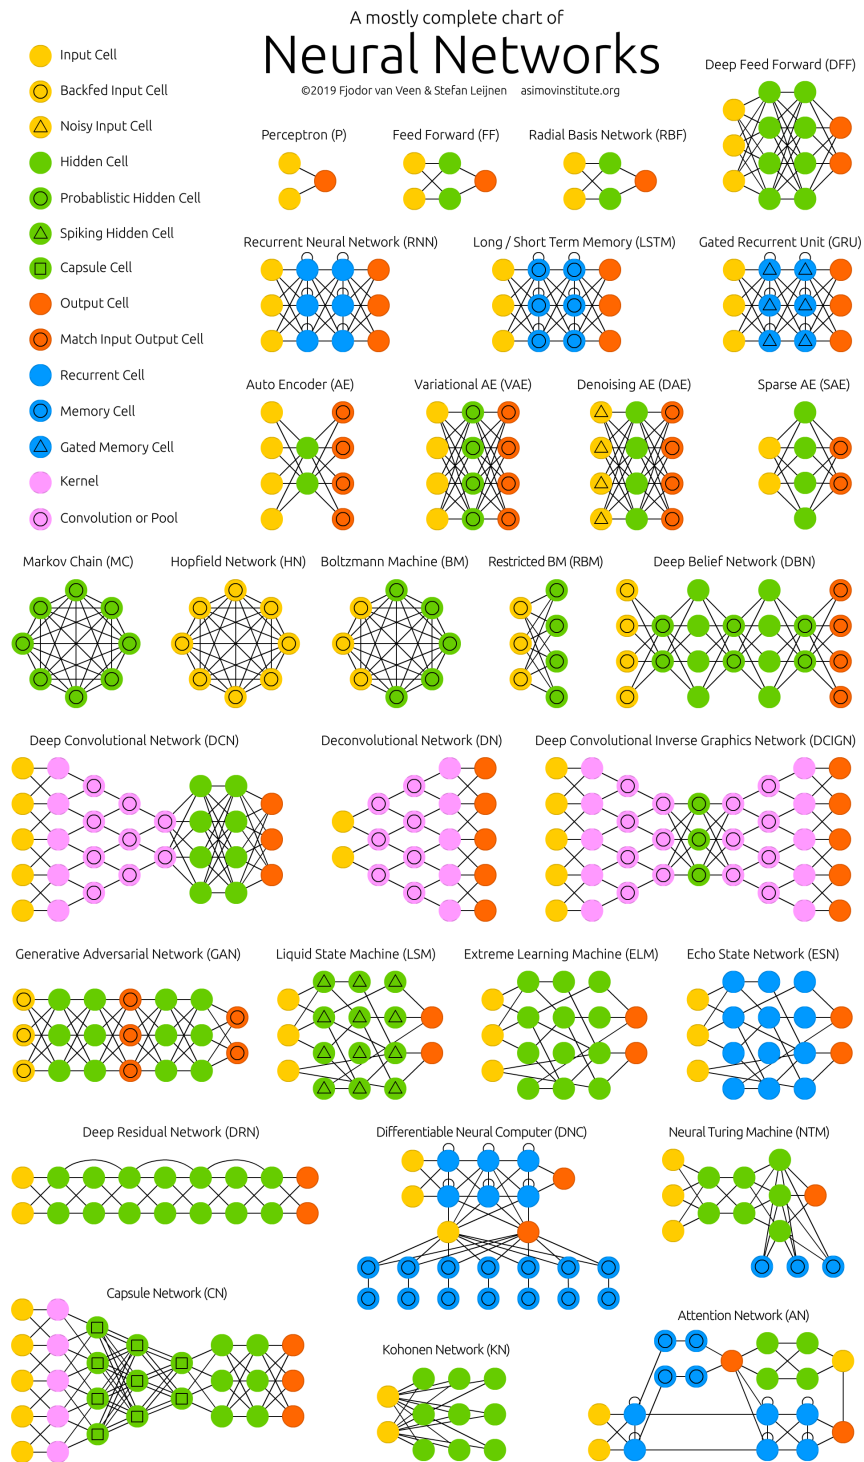 A mostly complete chart of
Neural Networks
©2019 Fjodor van Veen & Stefan Leijnen asimovinstitute.org
Input Cell
Backfed Input Cell
Noisy Input Cell
Hidden Cell
Probablistic Hidden Cell
Spiking Hidden Cell
Capsule Cell
Output Cell
Match Input Output Cell
Recurrent Cell
Memory Cell
Gated Memory Cell
Kernel
Convolution or Pool
Deep Feed Forward (DFF)
Perceptron (P)
Feed Forward (FF)
Radial Basis Network (RBF)
Recurrent Neural Network (RNN)
Long / Short Term Memory (LSTM)
Gated Recurrent Unit (GRU)
Auto Encoder (AE)
Variational AE (VAE)
Denoising AE (DAE)
Sparse AE (SAE)
Markov Chain (MC)
Hopfield Network (HN)
Boltzmann Machine (BM)
Restricted BM (RBM)
Deep Belief Network (DBN)
Deep Convolutional Network (DCN)
Deconvolutional Network (DN)
Deep Convolutional Inverse Graphics Network (DCIGN)
Generative Adversarial Network (GAN)
Liquid State Machine (LSM)
Extreme Learning Machine (ELM)
Echo State Network (ESN)
Deep Residual Network (DRN)
Differentiable Neural Computer (DNC)
Neural Turing Machine (NTM)
Capsule Network (CN)
Kohonen Network (KN)
Attention Network (AN)